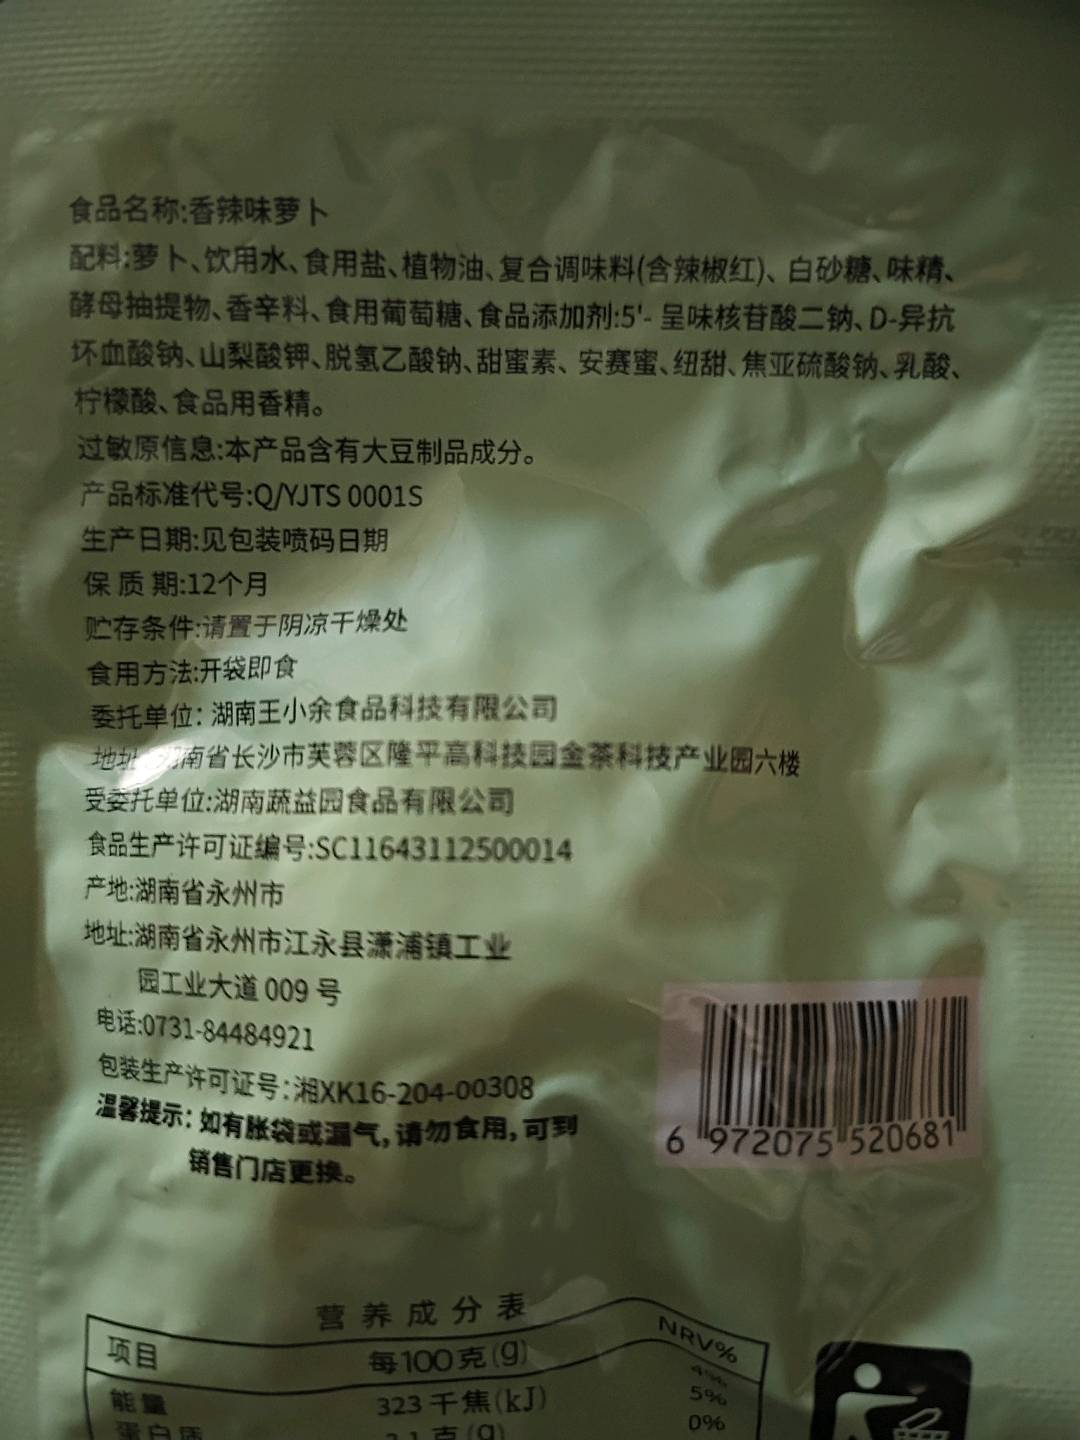 食品名称:香辣味萝卜
配料:萝卜、饮用水、食用盐、植物油、复合调味料(含辣椒红)、白砂糖、味精、
酵母抽提物、香辛料、食用葡萄糖、食品添加剂:5'-呈味核苷酸二钠、D-异抗
坏血酸钠、山梨酸钾、脱氢乙酸钠、甜蜜素、安赛蜜、纽甜、焦亚硫酸钠、乳酸、
柠檬酸、食品用香精。
过敏原信息:本产品含有大豆制品成分。
产品标准代号:Q/YJTS 0001S
生产日期:见包装喷码日期
保质期:12个月
贮存条件:请置于阴凉干燥处
食用方法:开袋即食
委托单位:湖南王小余食品科技有限公司
地址:湖南省长沙市芙蓉区隆平高科技园金茶科技产业园六楼
受委托单位:湖南蔬益园食品有限公司
食品生产许可证编号:SC11643112500014
产地:湖南省永州市
地址:湖南省永州市江永县潇浦镇工业
园工业大道 009 号
电话:0731-84484921
包装生产许可证号:湘XK16-204-00308
温馨提示:如有胀袋或漏气,请勿食用,可到
销售门店更换。
6 972075 520681
营养成分表
项目 每100克(g) NRV%
能量 323 千焦(kJ) 4%
5%
蛋白质 克(g) 0%